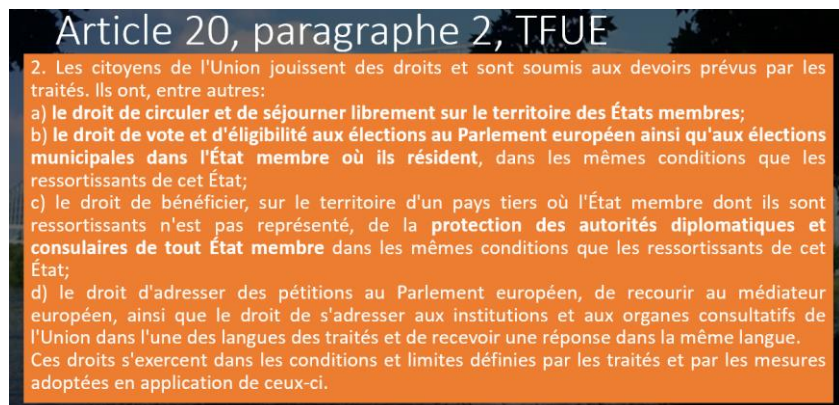 Article 20, paragraphe 2, TFUE
2. Les citoyens de l'Union jouissent des droits et sont soumis aux devoirs prévus par les
traités. Ils ont, entre autres:
a) le droit de circuler et de séjourner librement sur le territoire des États membres;
b) le droit de vote et d'éligibilité aux élections au Parlement européen ainsi qu'aux élections
municipales dans l'État membre où ils résident, dans les mêmes conditions que les
ressortissants de cet État;
c) le droit de bénéficier, sur le territoire d'un pays tiers où l'État membre dont ils sont
ressortissants n'est pas représenté, de la protection des autorités diplomatiques et
consulaires de tout État membre dans les mêmes conditions que les ressortissants de cet
État;
d) le droit d'adresser des pétitions au Parlement européen, de recourir au médiateur
européen, ainsi que le droit de s'adresser aux institutions et aux organes consultatifs de
l'Union dans l'une des langues des traités et de recevoir une réponse dans la même langue.
Ces droits s'exercent dans les conditions et limites définies par les traités et par les mesures
adoptées en application de ceux-ci.